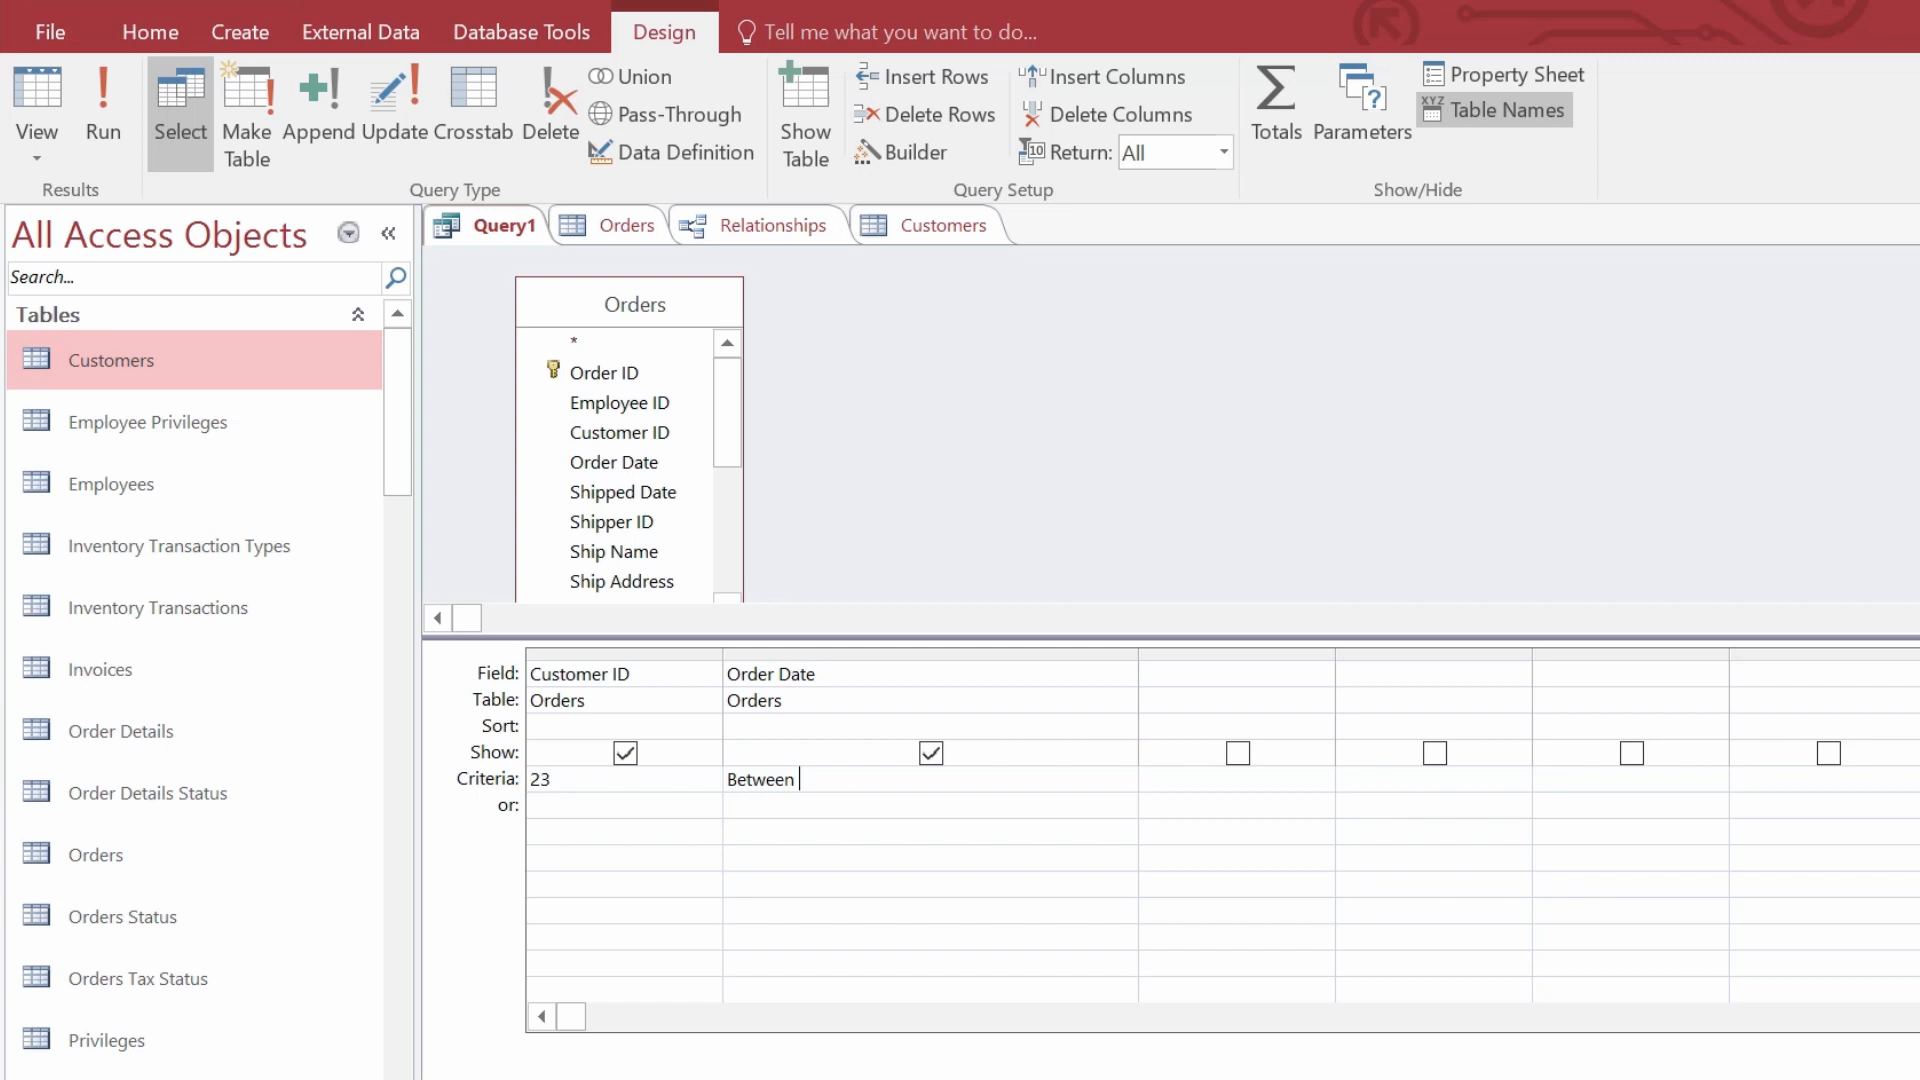 File Home Create External Data Database Tools Design Tell me what you want to do...
View Run Select Make Table Append Update Crosstab Delete
Union
Pass-Through
Data Definition
Show Table
Insert Rows
Delete Rows
Builder
Insert Columns
Delete Columns
10 Return: All
Totals Parameters
Property Sheet
XYZ Table Names
Results Query Type Query Setup Show/Hide
All Access Objects
Search...
Tables
Customers
Employee Privileges
Employees
Inventory Transaction Types
Inventory Transactions
Invoices
Order Details
Order Details Status
Orders
Orders Status
Orders Tax Status
Privileges
Query1 Orders Relationships Customers
Orders
*
Order ID
Employee ID
Customer ID
Order Date
Shipped Date
Shipper ID
Ship Name
Ship Address
Field: Customer ID Order Date
Table: Orders Orders
Sort:
Show:
Criteria: 23 Between
or: